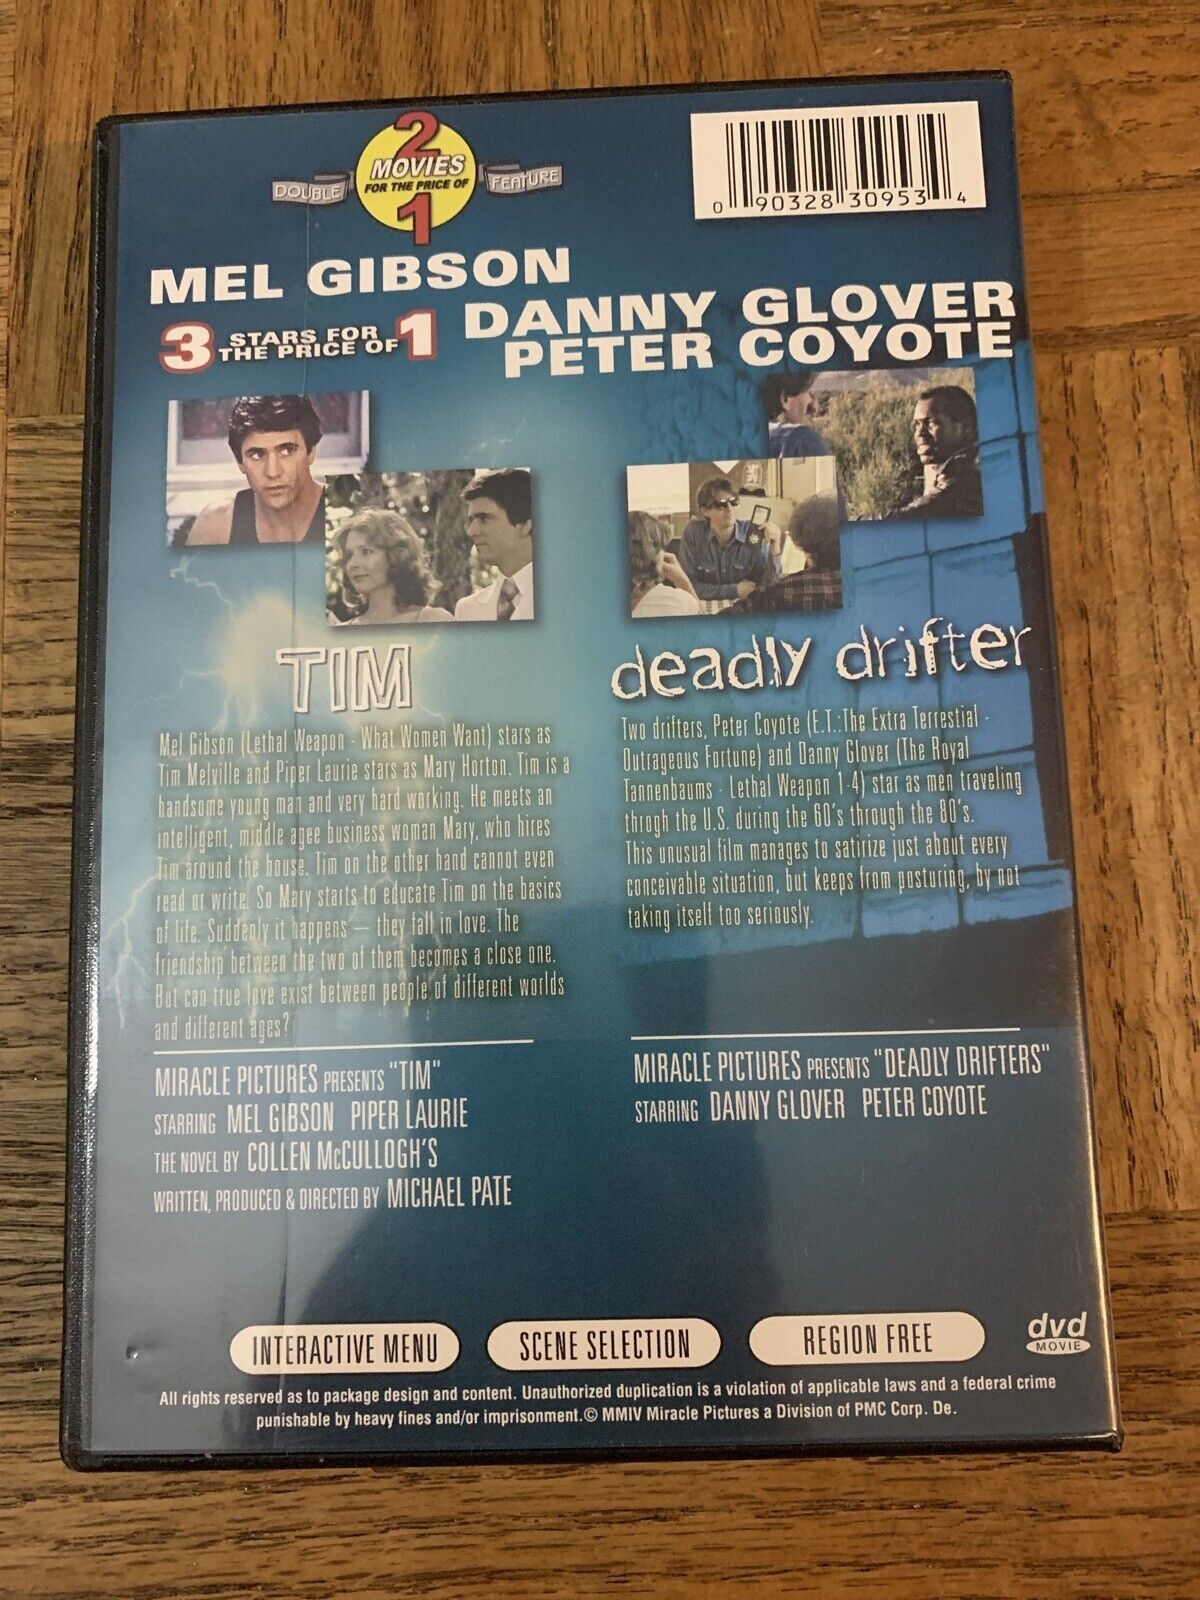 2
MOVIES
FOR THE PRICE OF
1
DOUBLE
FEATURE
0 90328 30953 4
MEL GIBSON
3 STARS FOR THE PRICE OF 1
DANNY GLOVER
PETER COYOTE
TIM
Mel Gibson (Lethal Weapon - What Women Want) stars as
Tim Melville and Piper Laurie stars as Mary Horton. Tim is a
handsome young man and very hard working. He meets an
intelligent, middle agee business woman Mary, who hires
Tim around the house. Tim on the other hand cannot even
read or write. So Mary starts to educate Tim on the basics
of life. Suddenly it happens — they fall in love. The
friendship between the two of them becomes a close one.
But can true love exist between people of different worlds
and different ages?
MIRACLE PICTURES PRESENTS "TIM"
STARRING MEL GIBSON PIPER LAURIE
THE NOVEL BY COLLEN McCULLOGH'S
WRITTEN, PRODUCED & DIRECTED BY MICHAEL PATE
deadly drifter
Two drifters, Peter Coyote (E.T.:The Extra Terrestial -
Outrageous Fortune) and Danny Glover (The Royal
Tannenbaums - Lethal Weapon 1-4) star as men traveling
throgh the U.S. during the 60's through the 80's.
This unusual film manages to satirize just about every
conceivable situation, but keeps from posturing, by not
taking itself too seriously.
MIRACLE PICTURES PRESENTS "DEADLY DRIFTERS"
STARRING DANNY GLOVER PETER COYOTE
INTERACTIVE MENU
SCENE SELECTION
REGION FREE
dvd
MOVIE
All rights reserved as to package design and content. Unauthorized duplication is a violation of applicable laws and a federal crime
punishable by heavy fines and/or imprisonment.© MMIV Miracle Pictures a Division of PMC Corp. De.